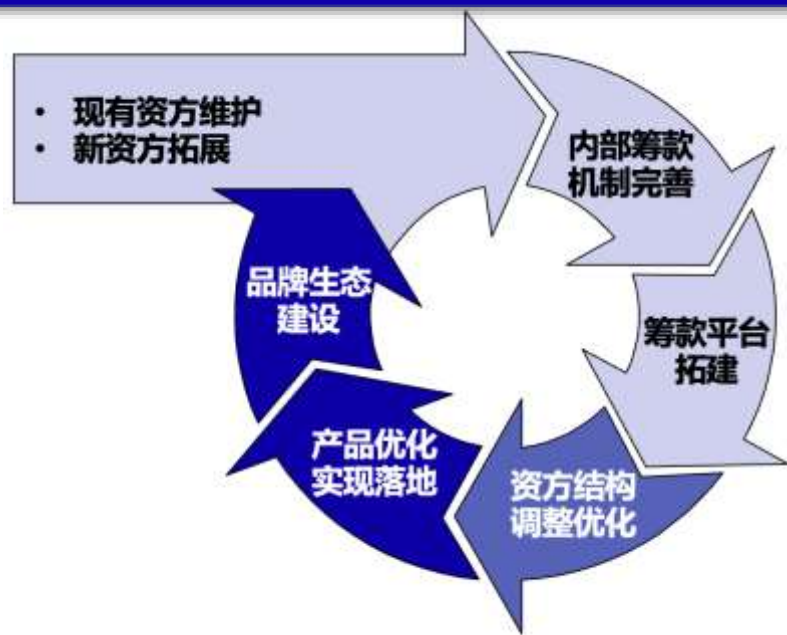 • 现有资方维护
• 新资方拓展
内部筹款
机制完善
筹款平台
拓建
资方结构
调整优化
产品优化
实现落地
品牌生态
建设